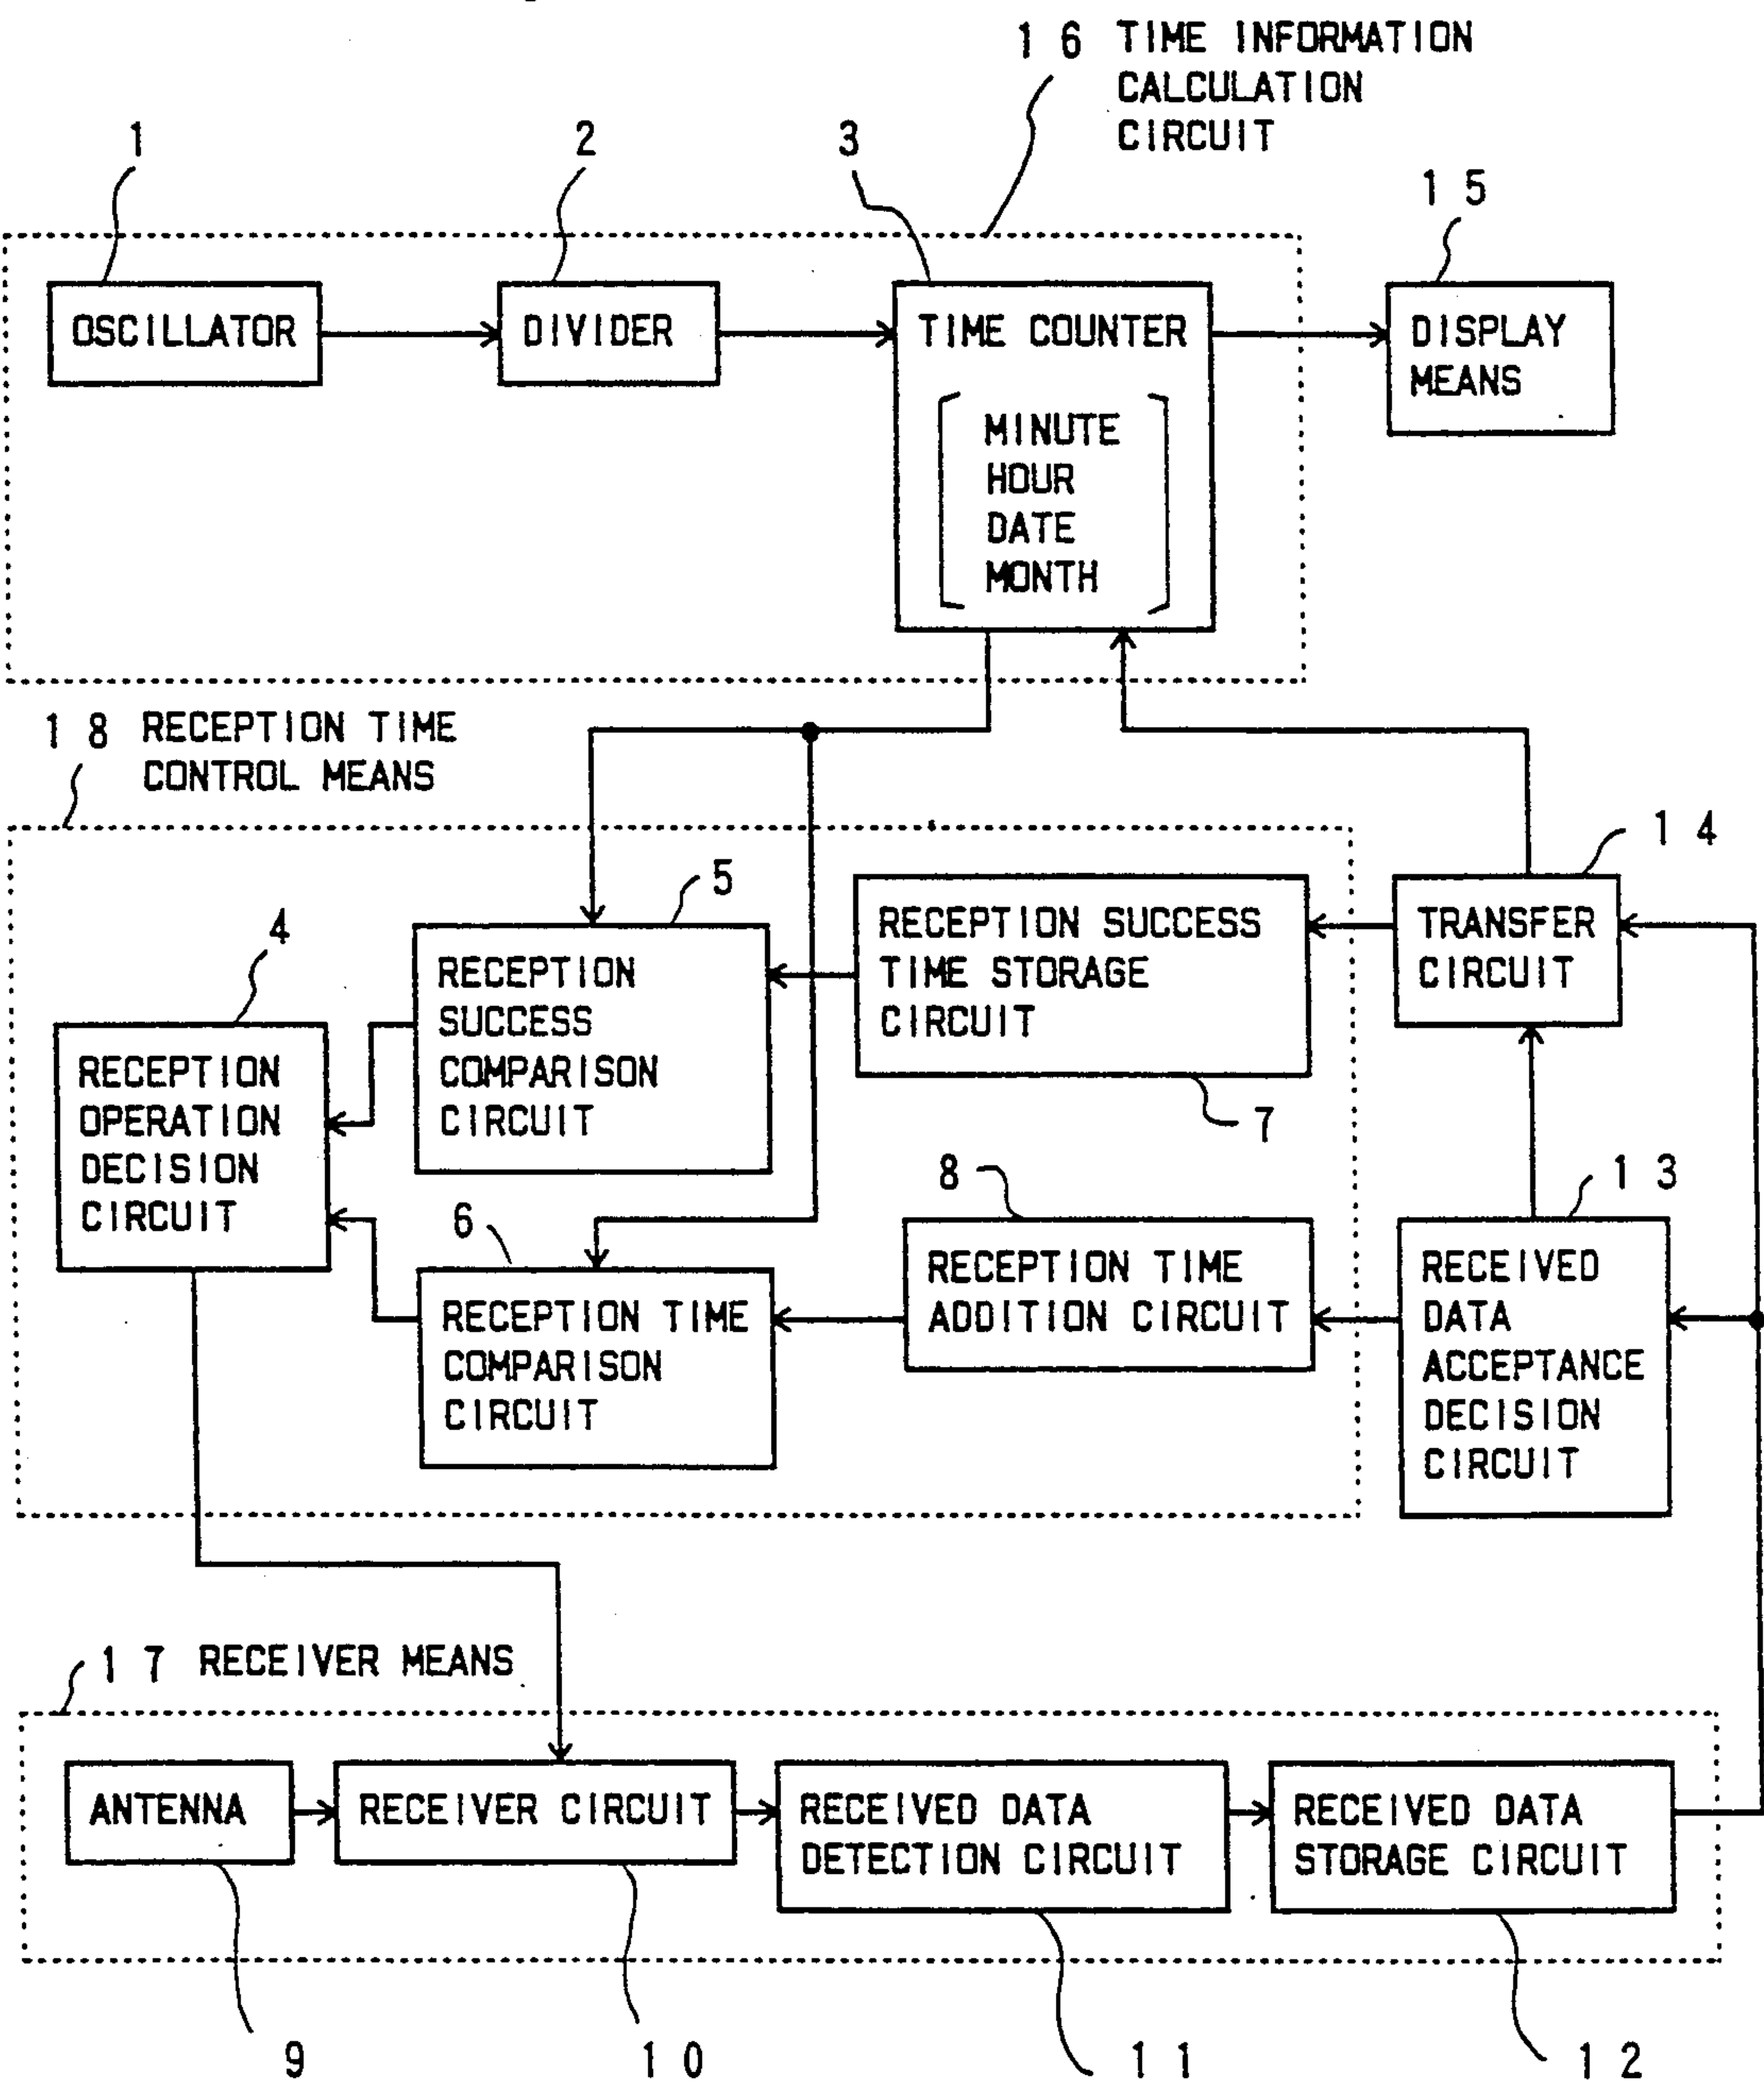 1 6 TIME INFORMATION
CALCULATION
CIRCUIT
1
2
3
1 5
OSCILLATOR
DIVIDER
TIME COUNTER
MINUTE
HOUR
DATE
MONTH
DISPLAY
MEANS
1 8 RECEPTION TIME
CONTROL MEANS
4
RECEPTION
OPERATION
DECISION
CIRCUIT
5
RECEPTION
SUCCESS
COMPARISON
CIRCUIT
RECEPTION SUCCESS
TIME STORAGE
CIRCUIT
7
1 4
TRANSFER
CIRCUIT
6
RECEPTION TIME
COMPARISON
CIRCUIT
8
RECEPTION TIME
ADDITION CIRCUIT
1 3
RECEIVED
DATA
ACCEPTANCE
DECISION
CIRCUIT
1 7 RECEIVER MEANS
ANTENNA
RECEIVER CIRCUIT
RECEIVED DATA
DETECTION CIRCUIT
RECEIVED DATA
STORAGE CIRCUIT
9
1 0
1 1
1 2